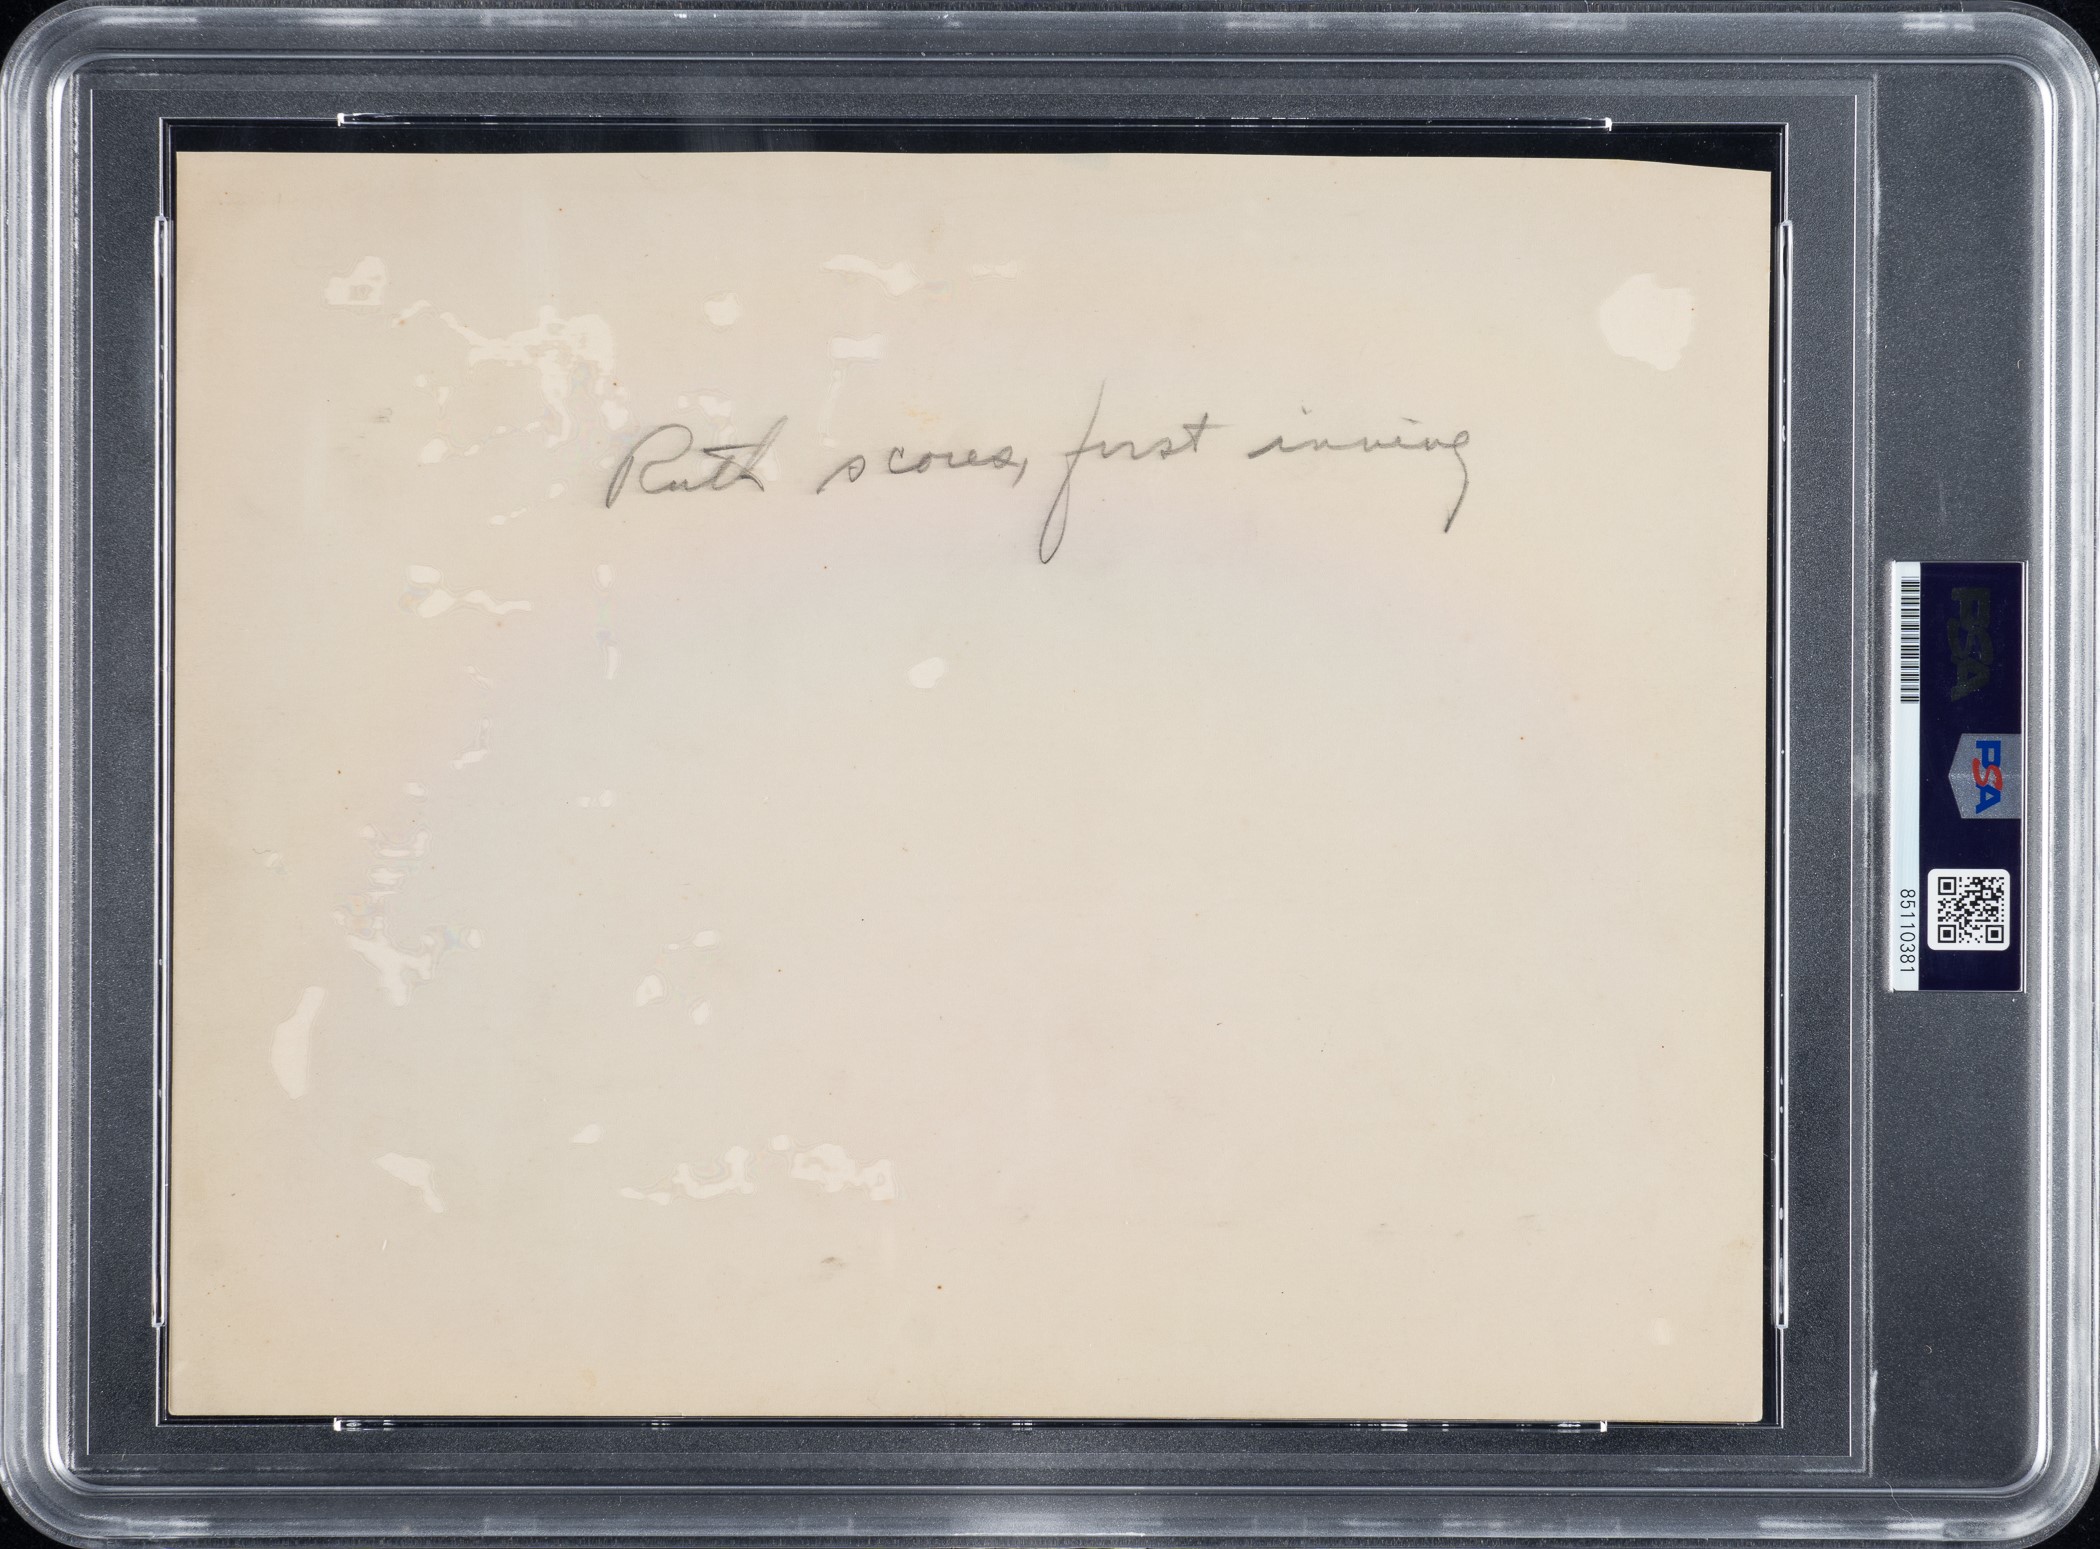 Ruth scores, first inning
PSA
PSA
85110381